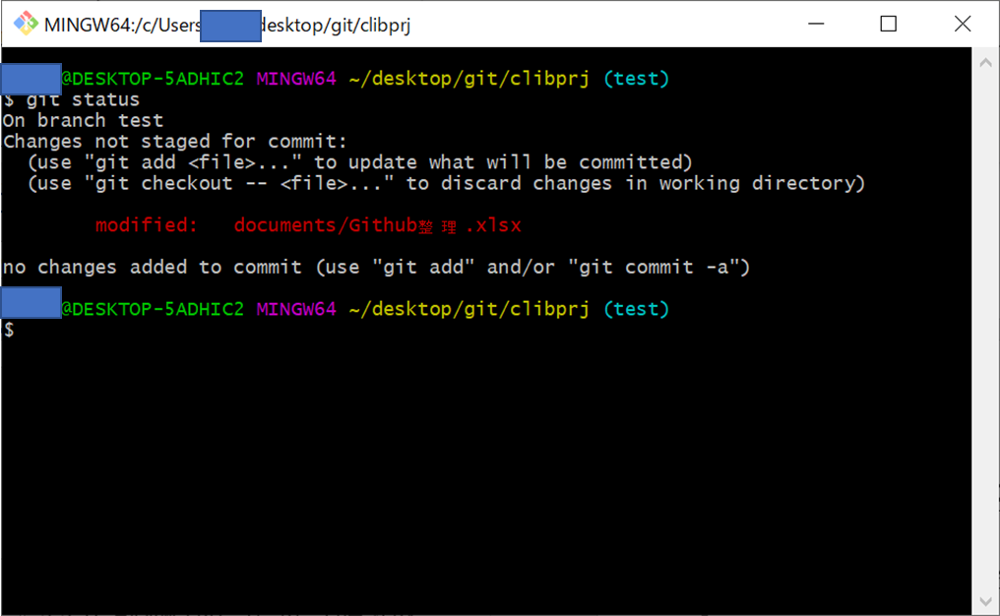 MINGW64:/c/Users desktop/git/clibprj
@DESKTOP-5ADHIC2 MINGW64 ~/desktop/git/clibprj (test)
$ git status
On branch test
Changes not staged for commit:
  (use "git add <file>..." to update what will be committed)
  (use "git checkout -- <file>..." to discard changes in working directory)
        modified:   documents/Github整理.xlsx
no changes added to commit (use "git add" and/or "git commit -a")
@DESKTOP-5ADHIC2 MINGW64 ~/desktop/git/clibprj (test)
$